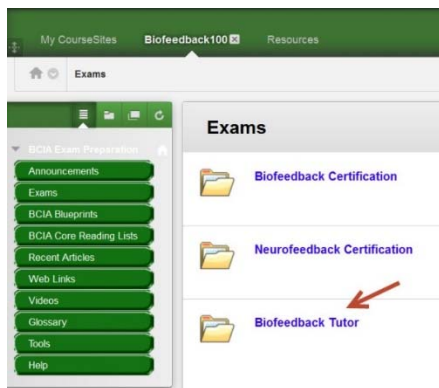 My CourseSites Biofeedback100 Resources
Exams
BCIA Exam Preparation
Announcements
Exams
BCIA Blueprints
BCIA Core Reading Lists
Recent Articles
Web Links
Videos
Glossary
Tools
Help
Exams
Biofeedback Certification
Neurofeedback Certification
Biofeedback Tutor